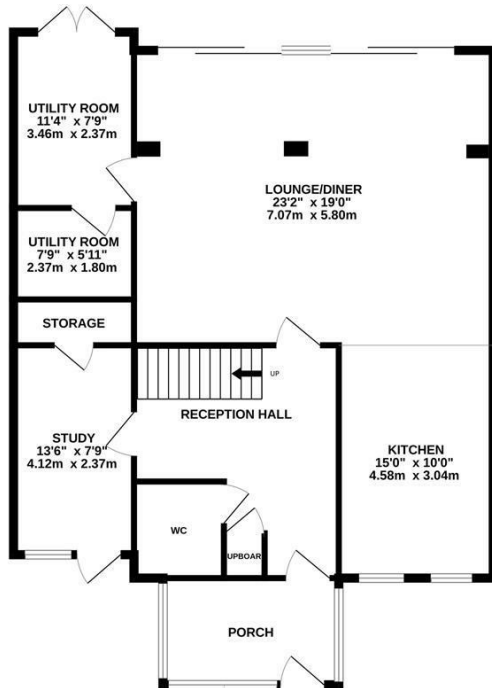 UTILITY ROOM
11'4" x 7'9"
3.46m x 2.37m
LOUNGE/DINER
23'2" x 19'0"
7.07m x 5.80m
UTILITY ROOM
7'9" x 5'11"
2.37m x 1.80m
STORAGE
UP
RECEPTION HALL
STUDY
13'6" x 7'9"
4.12m x 2.37m
KITCHEN
15'0" x 10'0"
4.58m x 3.04m
WC
UPBOAR
PORCH